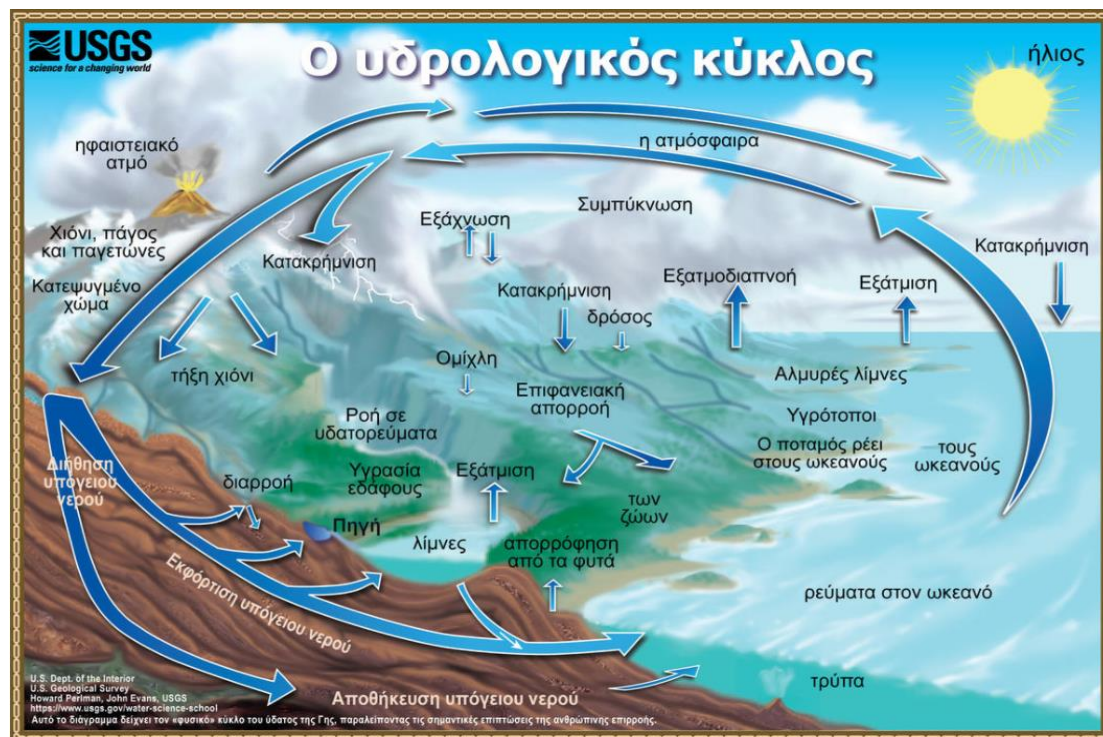 USGS
science for a changing world
Ο υδρολογικός κύκλος
ήλιος
ηφαιστειακό
ατμό
η ατμόσφαιρα
Χιόνι, πάγος
και παγετώνες
Κατεψυγμένο
χώμα
Κατακρήμνιση
Εξάχνωση
Συμπύκνωση
Κατακρήμνιση
δρόσος
Εξατμοδιαπνοή
Εξάτμιση
Κατακρήμνιση
τήξη χιόνι
Ομίχλη
Επιφανειακή
απορροή
Αλμυρές λίμνες
Υγρότοποι
Ο ποταμός ρέει
στους ωκεανούς
τους
ωκεανούς
Ροή σε
υδατορεύματα
Διήθηση
υπόγειου
νερού
διαρροή
Υγρασία
εδάφους
Εξάτμιση
των
ζώων
Πηγή
λίμνες
απορρόφηση
από τα φυτά
ρεύματα στον ωκεανό
Εκφόρτιση υπόγειου νερού
Αποθήκευση υπόγειου νερού
τρύπα
U.S. Dept. of the Interior
U.S. Geological Survey
Howard Perlman, John Evans, USGS
https://www.usgs.gov/water-science-school
Αυτό το διάγραμμα δείχνει τον «φυσικό» κύκλο του ύδατος της Γης, παραλείποντας τις σημαντικές επιπτώσεις της ανθρώπινης επιρροής.